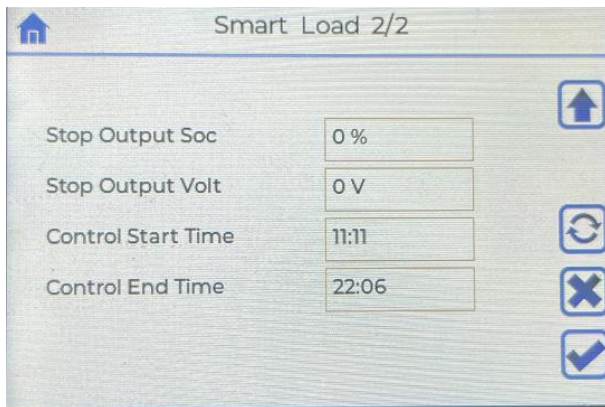 Smart Load 2/2
Stop Output Soc 0 %
Stop Output Volt 0 V
Control Start Time 11:11
Control End Time 22:06